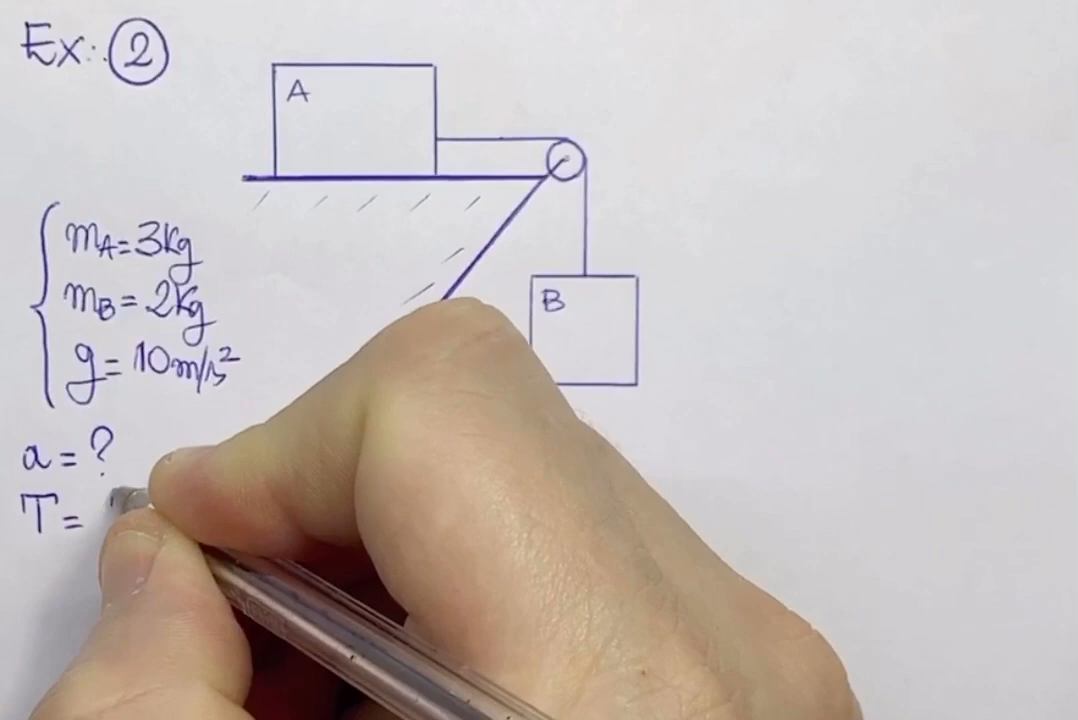 Ex: 2
A
mA=3kg
mB=2kg
g=10m/s²
B
a=?
T=